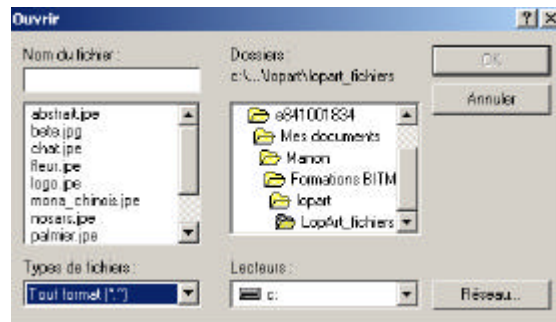 Ouvrir
Nom du fichier :
abstrait.jpe
bete.jpg
chat.jpe
fleur.jpe
logo.jpe
mona_chinois.jpe
nosars.jpe
palmier.jpe
Types de fichiers :
Tout format (*.*)
Dossiers :
c:\...\lopart\lopart_fichiers
e841001834
Mes documents
Manon
Formations BITM
lopart
LopArt_fichiers
Lecteurs :
c:
OK
Annuler
Réseau...